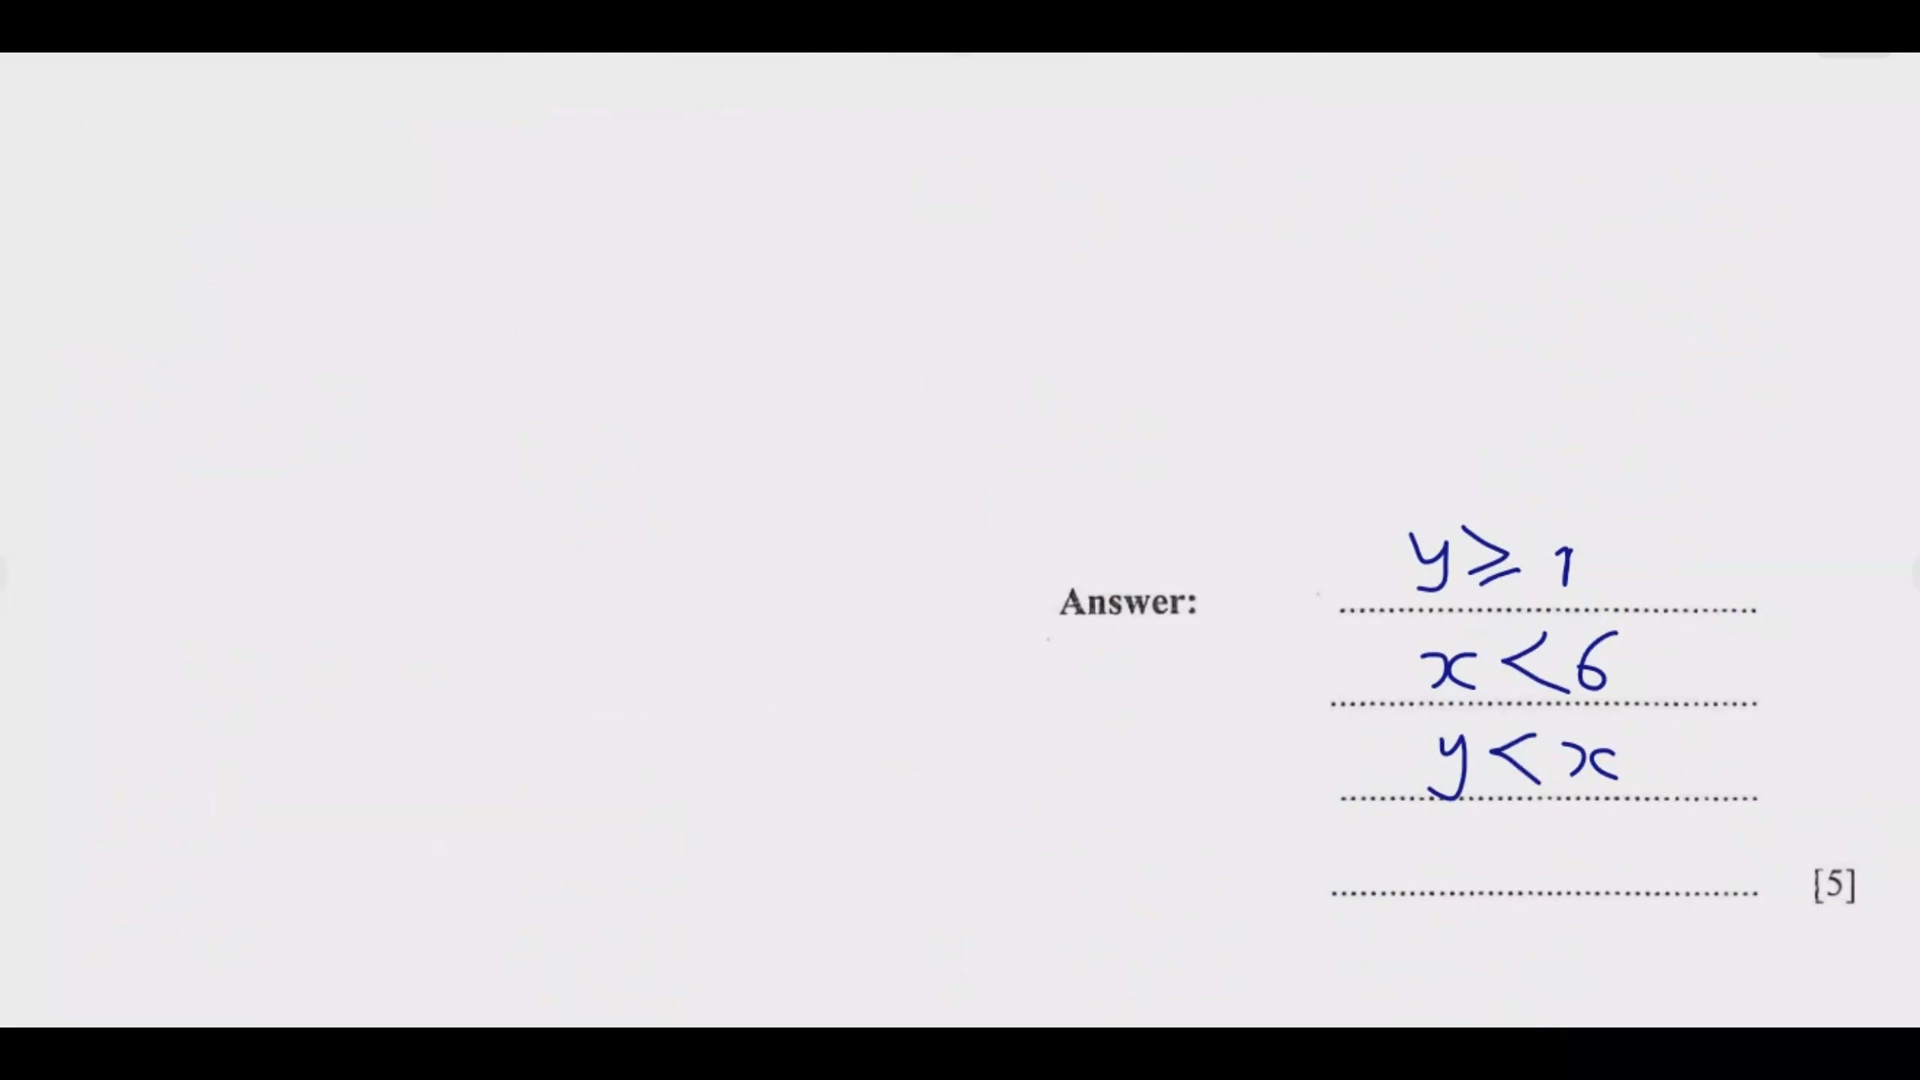 y ⩾ 1
Answer: ........................................
x < 6
........................................
y < x
........................................
........................................ [5]